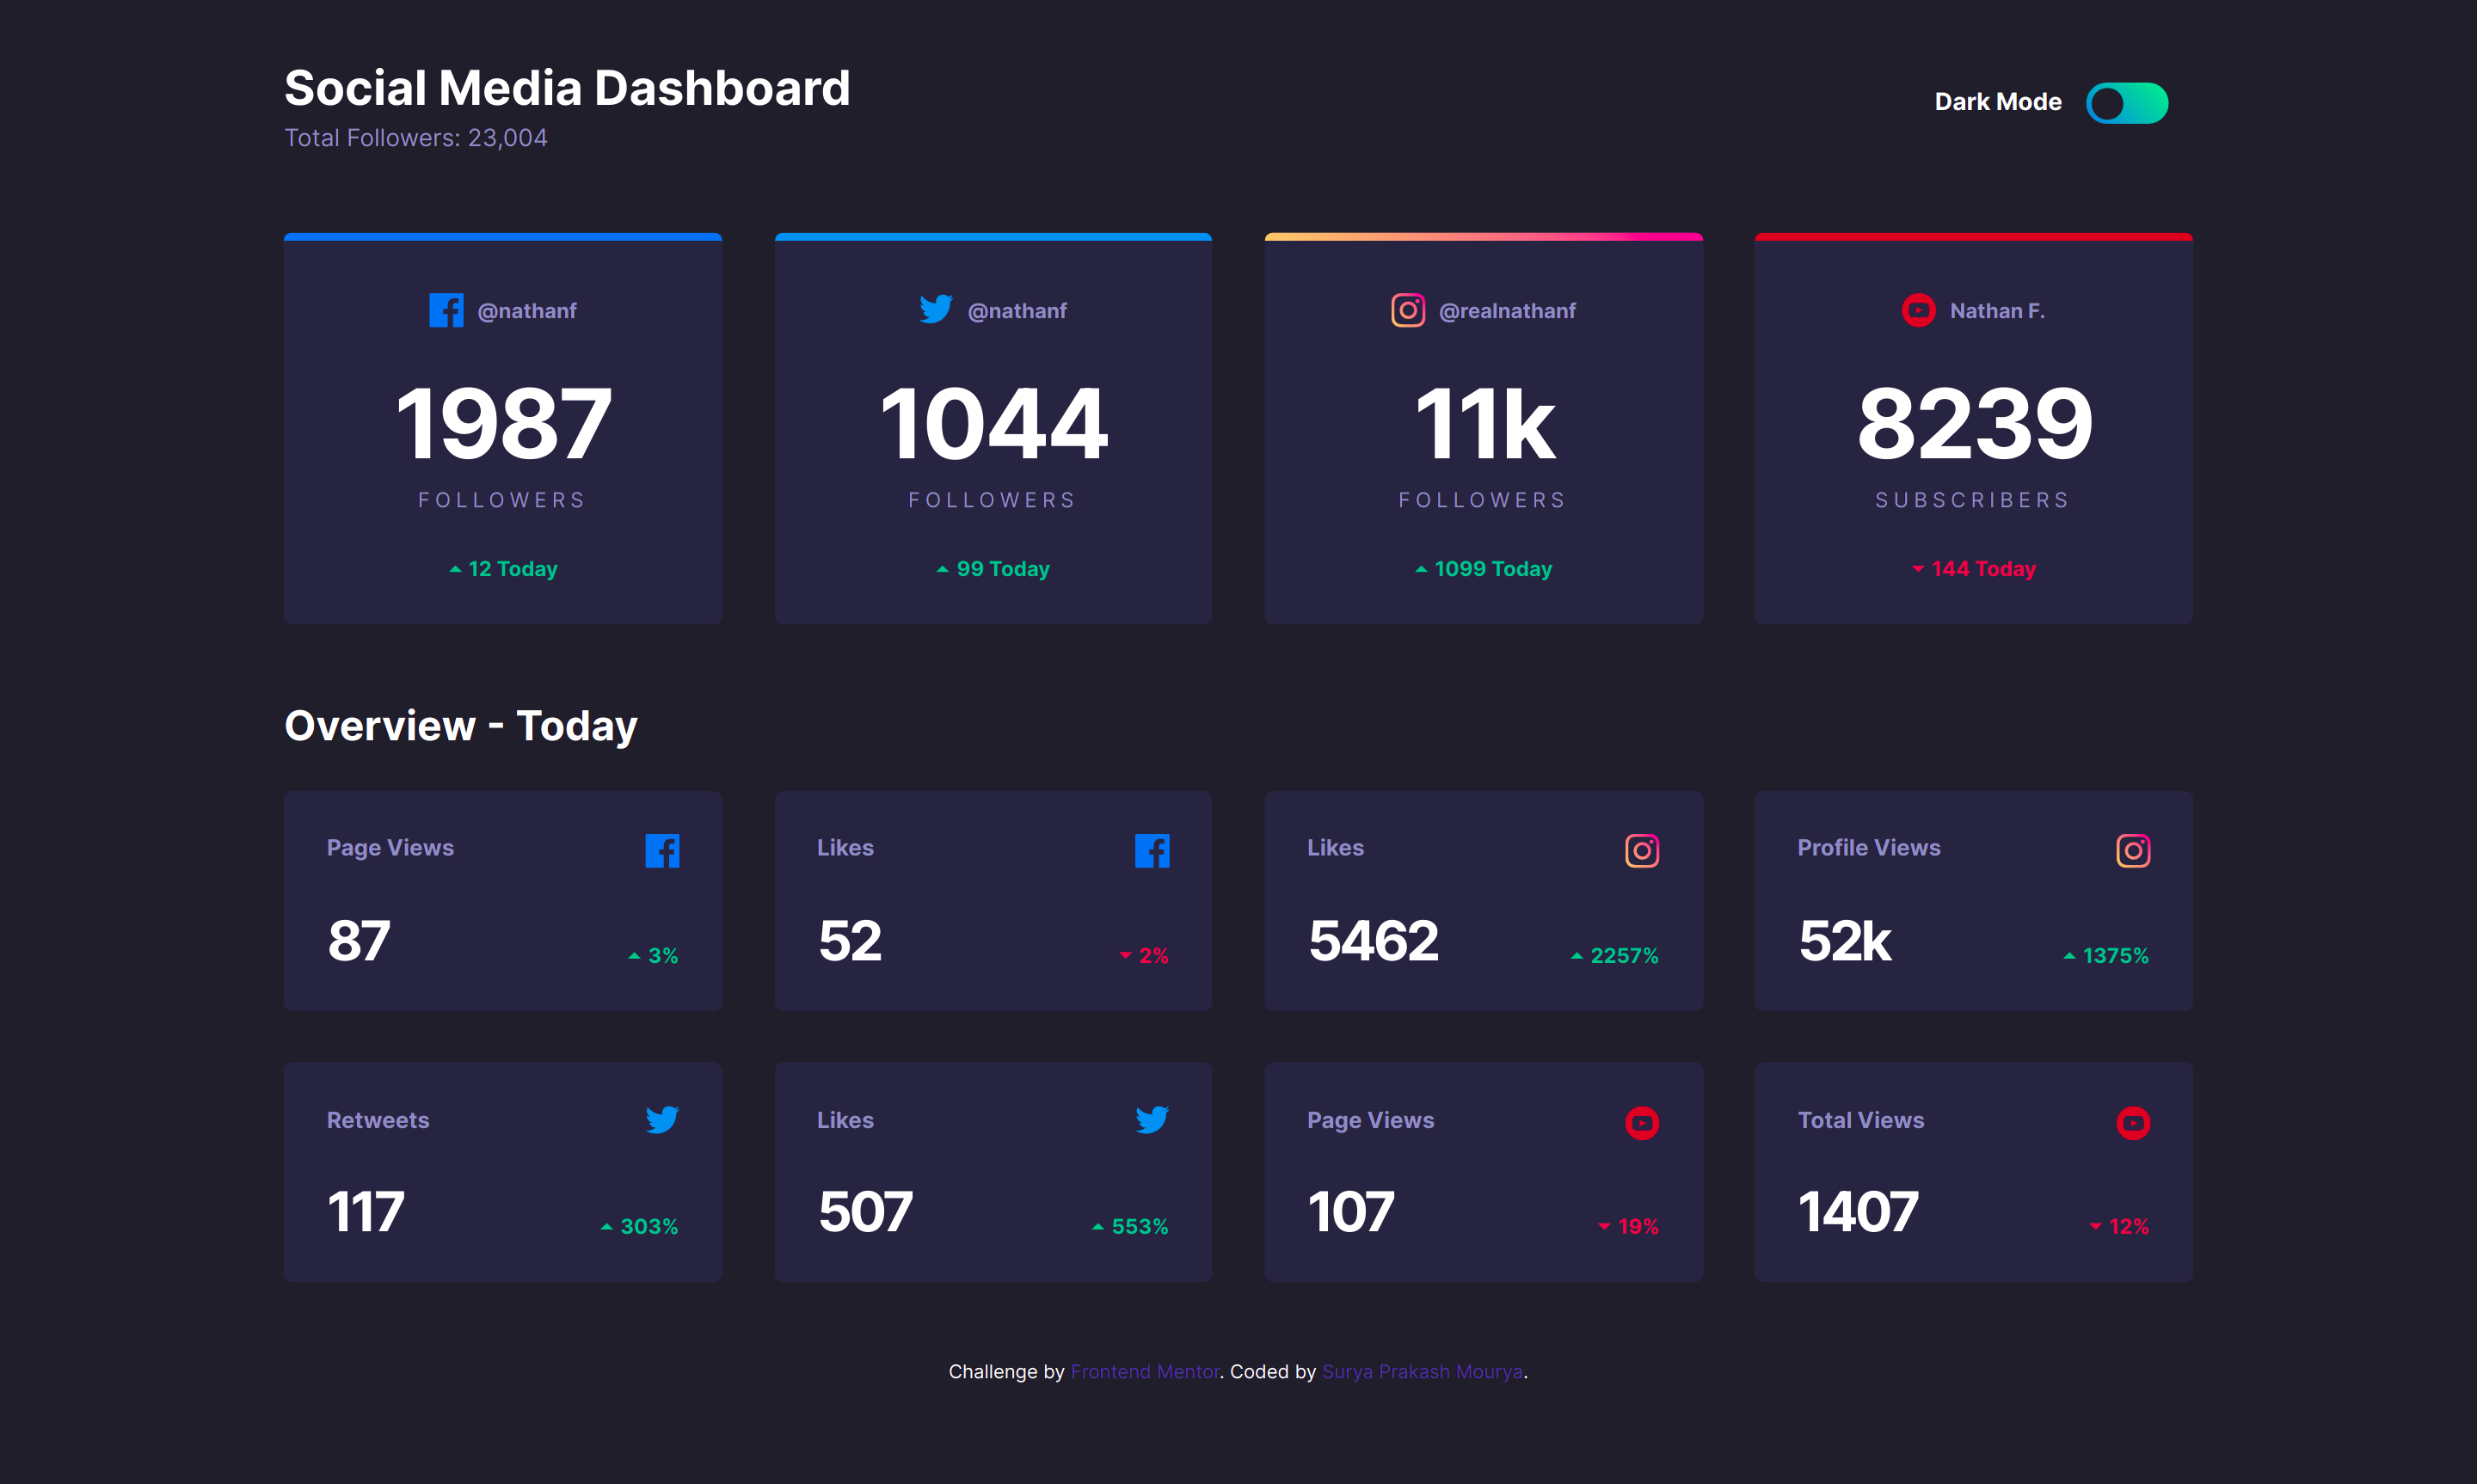 Social Media Dashboard
Total Followers: 23,004
Dark Mode
@nathanf
1987
FOLLOWERS
12 Today
@nathanf
1044
FOLLOWERS
99 Today
@realnathanf
11k
FOLLOWERS
1099 Today
Nathan F.
8239
SUBSCRIBERS
144 Today
Overview - Today
Page Views
87
3%
Likes
52
2%
Likes
5462
2257%
Profile Views
52k
1375%
Retweets
117
303%
Likes
507
553%
Page Views
107
19%
Total Views
1407
12%
Challenge by Frontend Mentor. Coded by Surya Prakash Mourya.